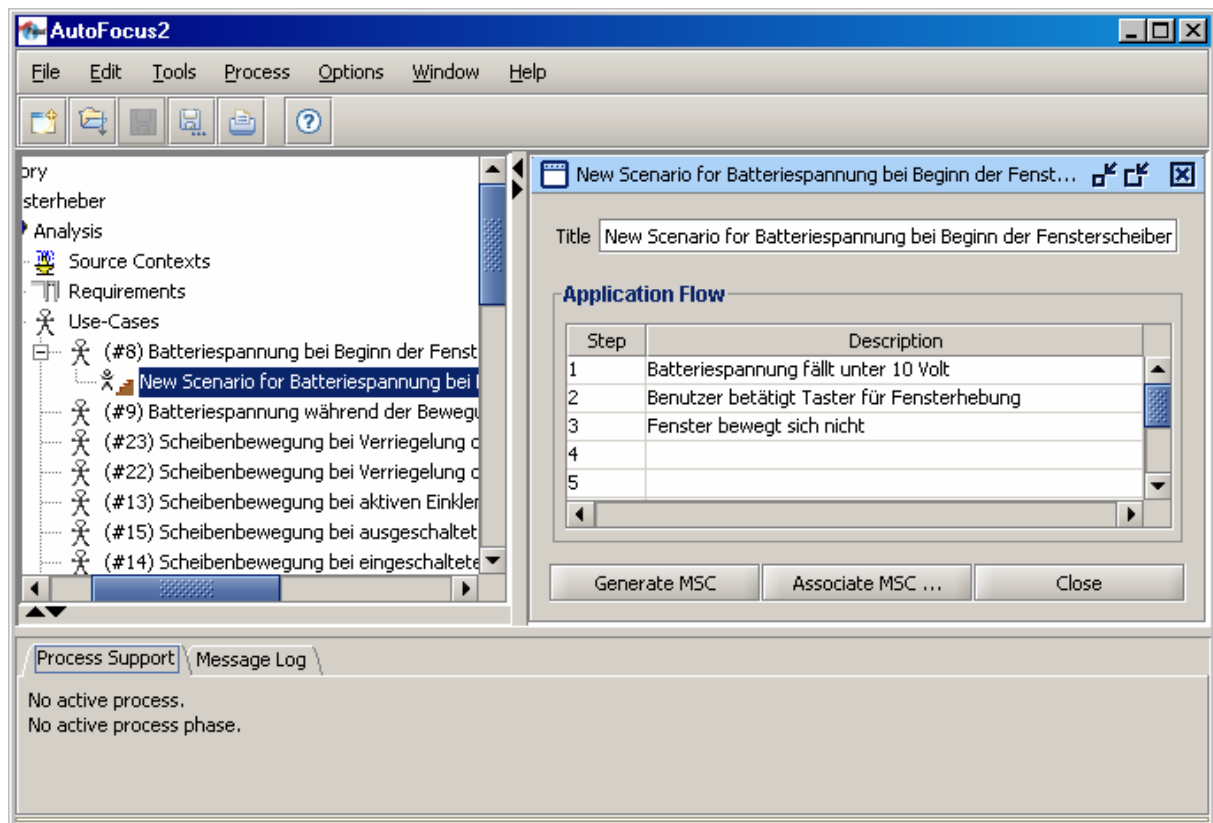 AutoFocus2
File Edit Tools Process Options Window Help
ory
sterheber
Analysis
Source Contexts
Requirements
Use-Cases
(#8) Batteriespannung bei Beginn der Fenst
New Scenario for Batteriespannung bei
(#9) Batteriespannung während der Bewegu
(#23) Scheibenbewegung bei Verriegelung
(#22) Scheibenbewegung bei Verriegelung
(#13) Scheibenbewegung bei aktiven Einkler
(#15) Scheibenbewegung bei ausgeschaltet
(#14) Scheibenbewegung bei eingeschaltete
New Scenario for Batteriespannung bei Beginn der Fenst...
Title New Scenario for Batteriespannung bei Beginn der Fensterscheiber
Application Flow
Step Description
1 Batteriespannung fällt unter 10 Volt
2 Benutzer betätigt Taster für Fensterhebung
3 Fenster bewegt sich nicht
4
5
Generate MSC Associate MSC ... Close
Process Support Message Log
No active process.
No active process phase.